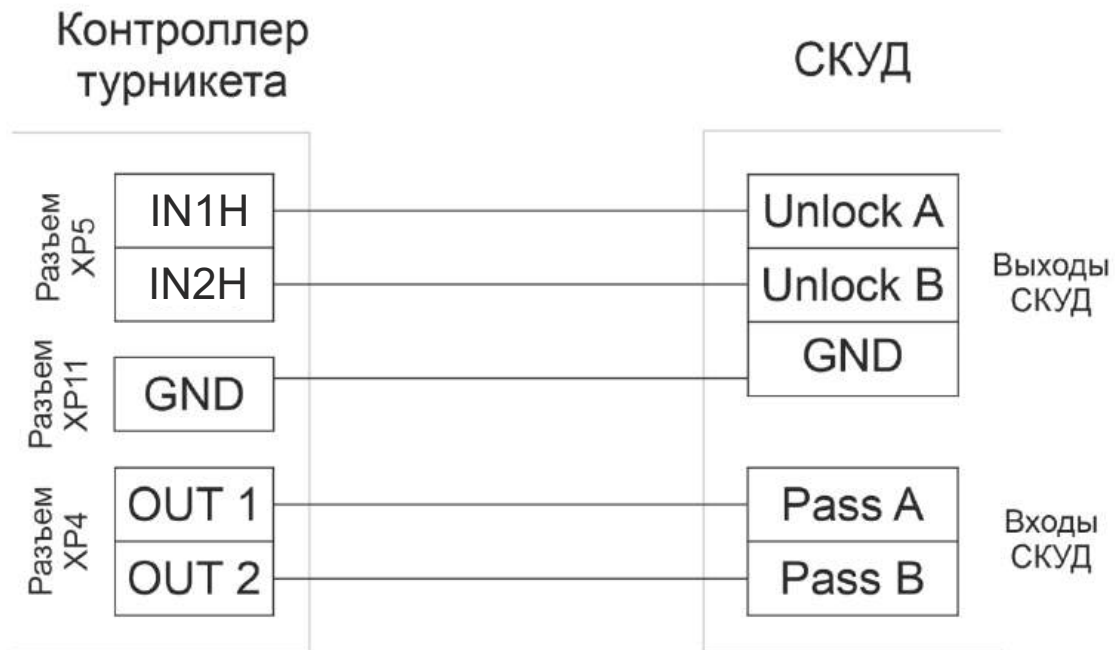 Контроллер
турникета
СКУД
Разъем
XP5
IN1H
IN2H
Unlock A
Unlock B
GND
Выходы
СКУД
Разъем
XP11
GND
Разъем
XP4
OUT 1
OUT 2
Pass A
Pass B
Входы
СКУД